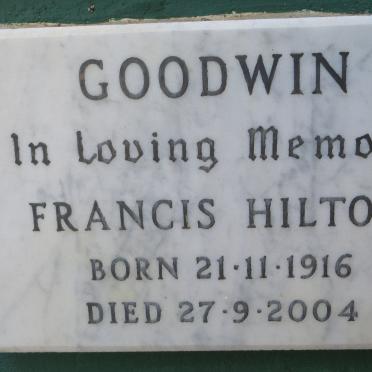 GOODWIN
In Loving Memo
FRANCIS HILTO
BORN 21·11·1916
DIED 27·9·2004